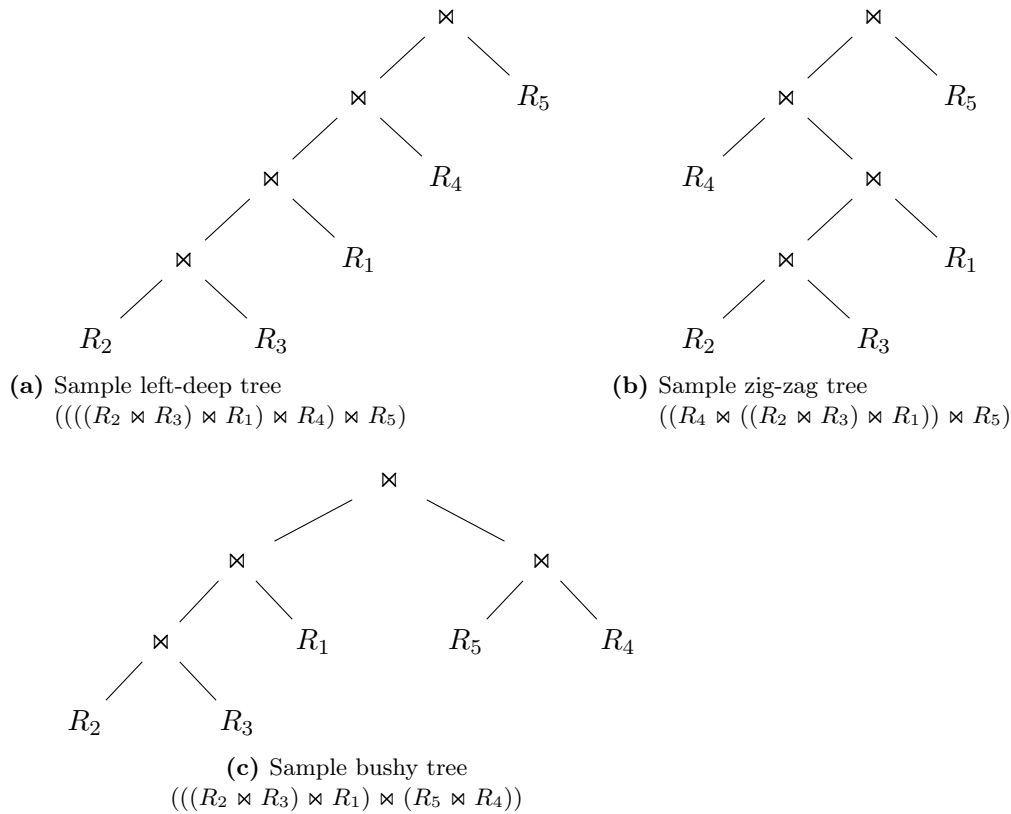 ⋈ ⋈
⋈ R₅ ⋈ R₅
⋈ R₄ R₄ ⋈
⋈ R₁ ⋈ R₁
R₂ R₃ R₂ R₃
(a) Sample left-deep tree
((((R₂ ⋈ R₃) ⋈ R₁) ⋈ R₄) ⋈ R₅)
(b) Sample zig-zag tree
((R₄ ⋈ ((R₂ ⋈ R₃) ⋈ R₁)) ⋈ R₅)
⋈
⋈ ⋈
⋈ R₁ R₅ R₄
R₂ R₃
(c) Sample bushy tree
(((R₂ ⋈ R₃) ⋈ R₁) ⋈ (R₅ ⋈ R₄))